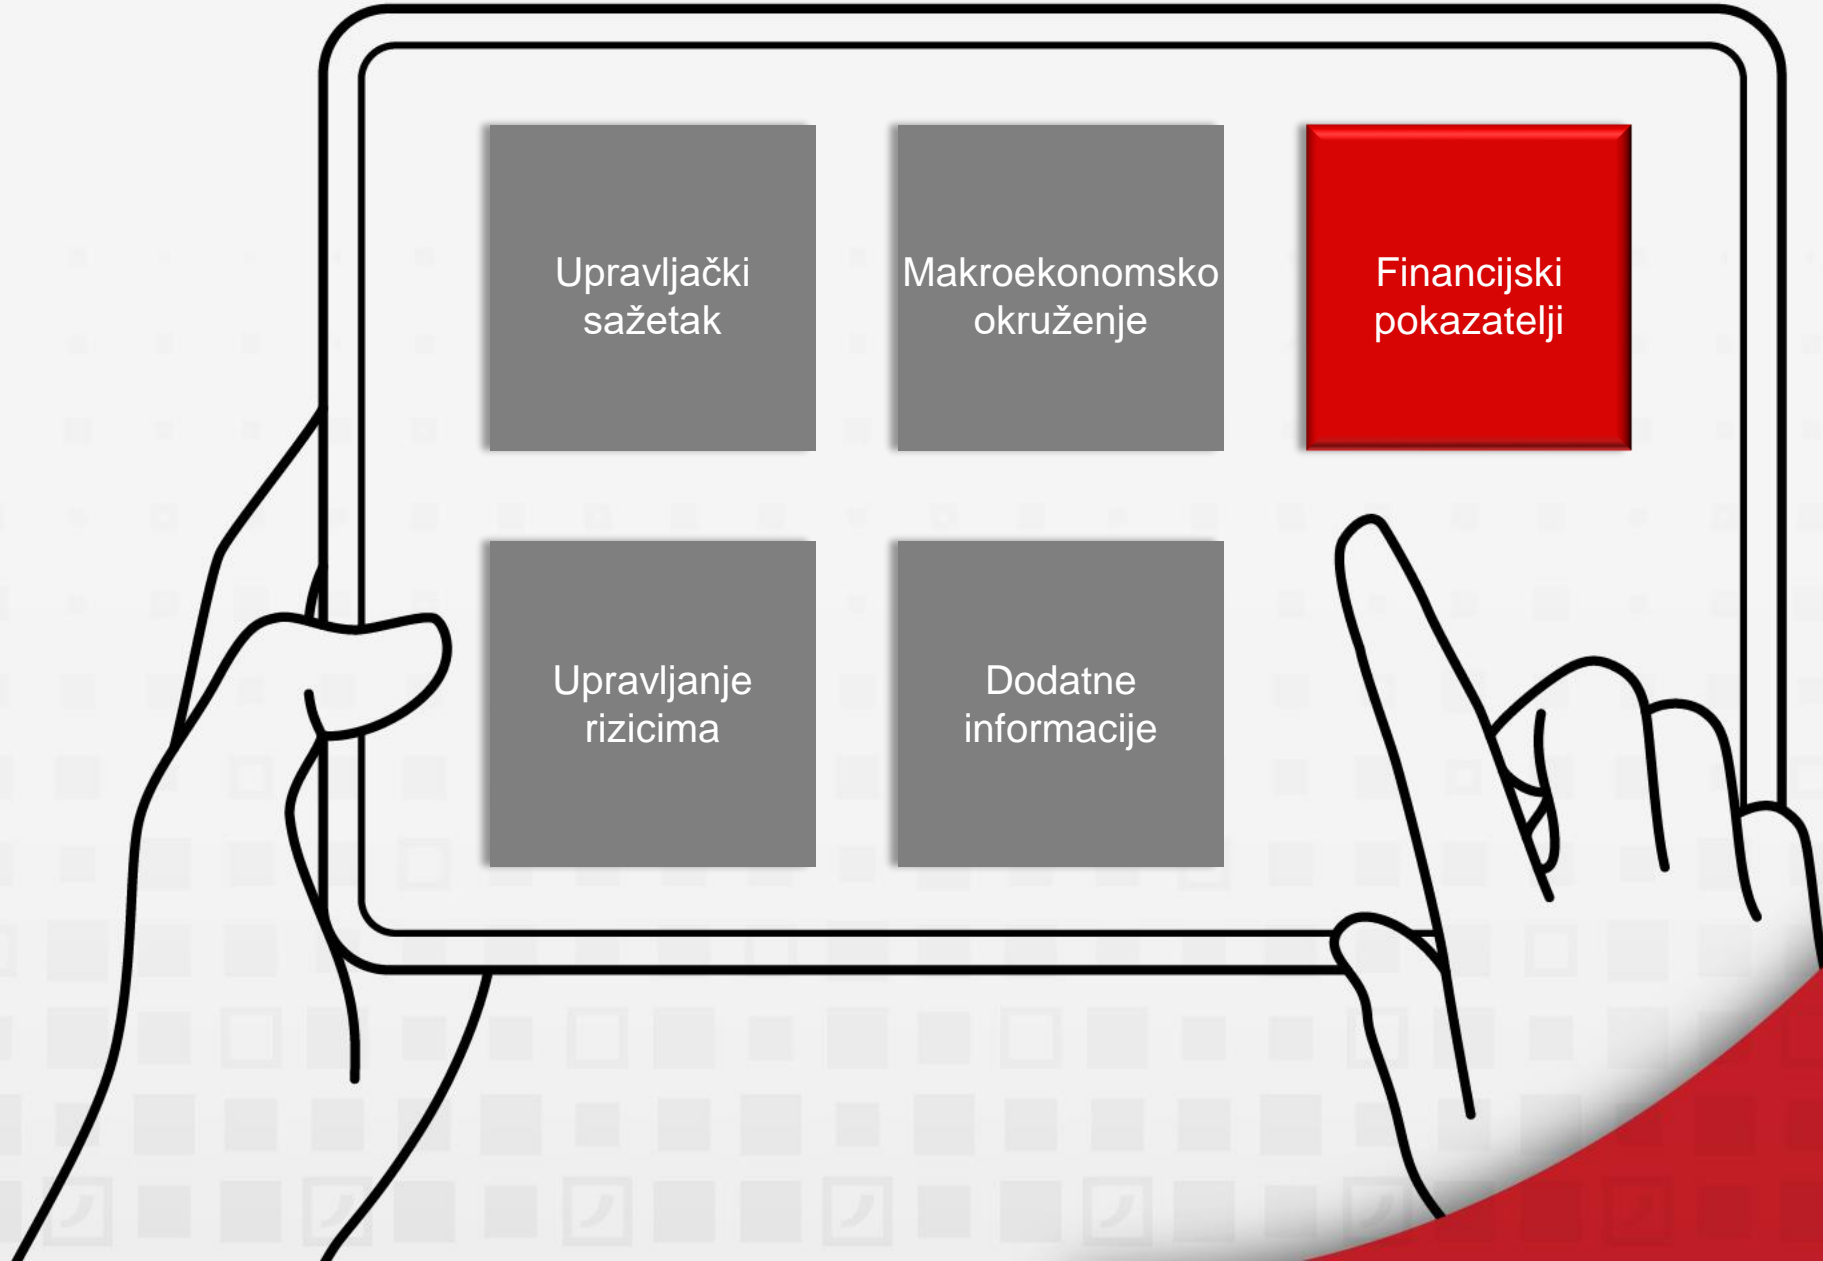 Upravljački
sažetak
Makroekonomsko
okruženje
Financijski
pokazatelji
Upravljanje
rizicima
Dodatne
informacije